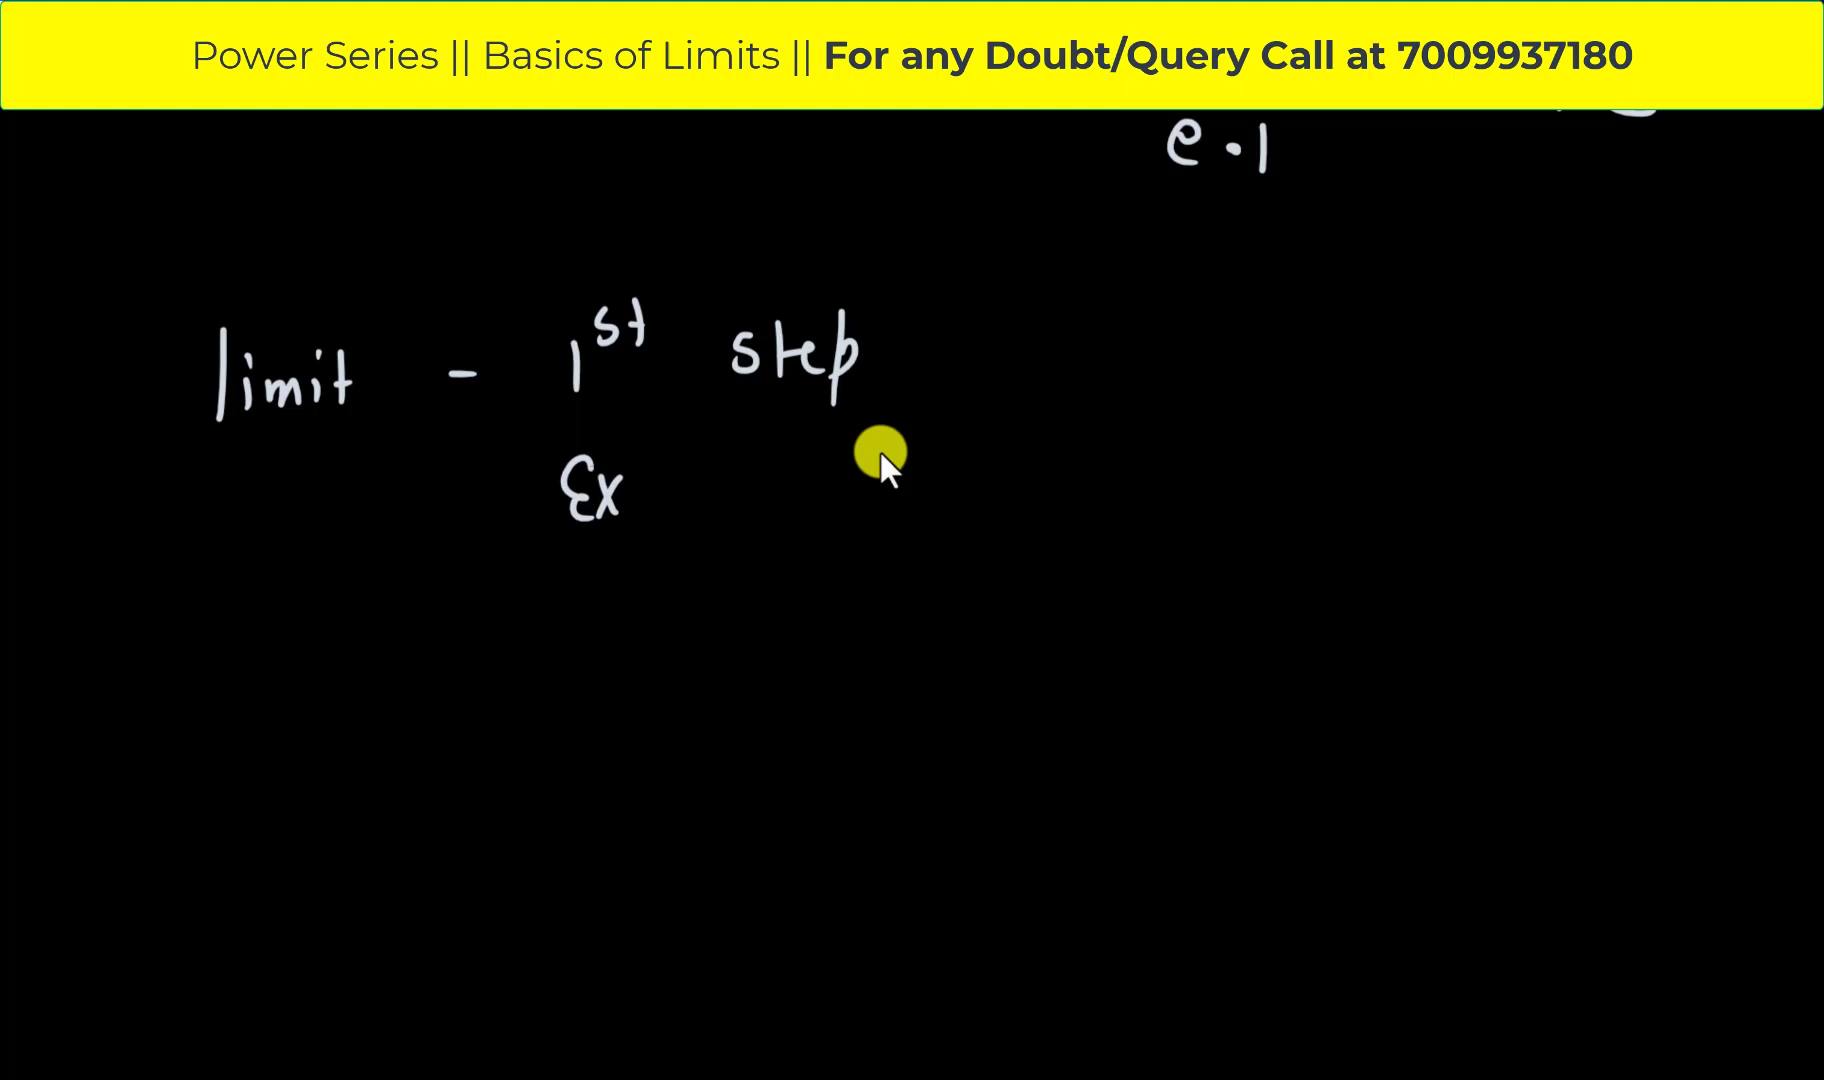 Power Series || Basics of Limits || For any Doubt/Query Call at 7009937180
e . 1
limit - 1st step
Ex